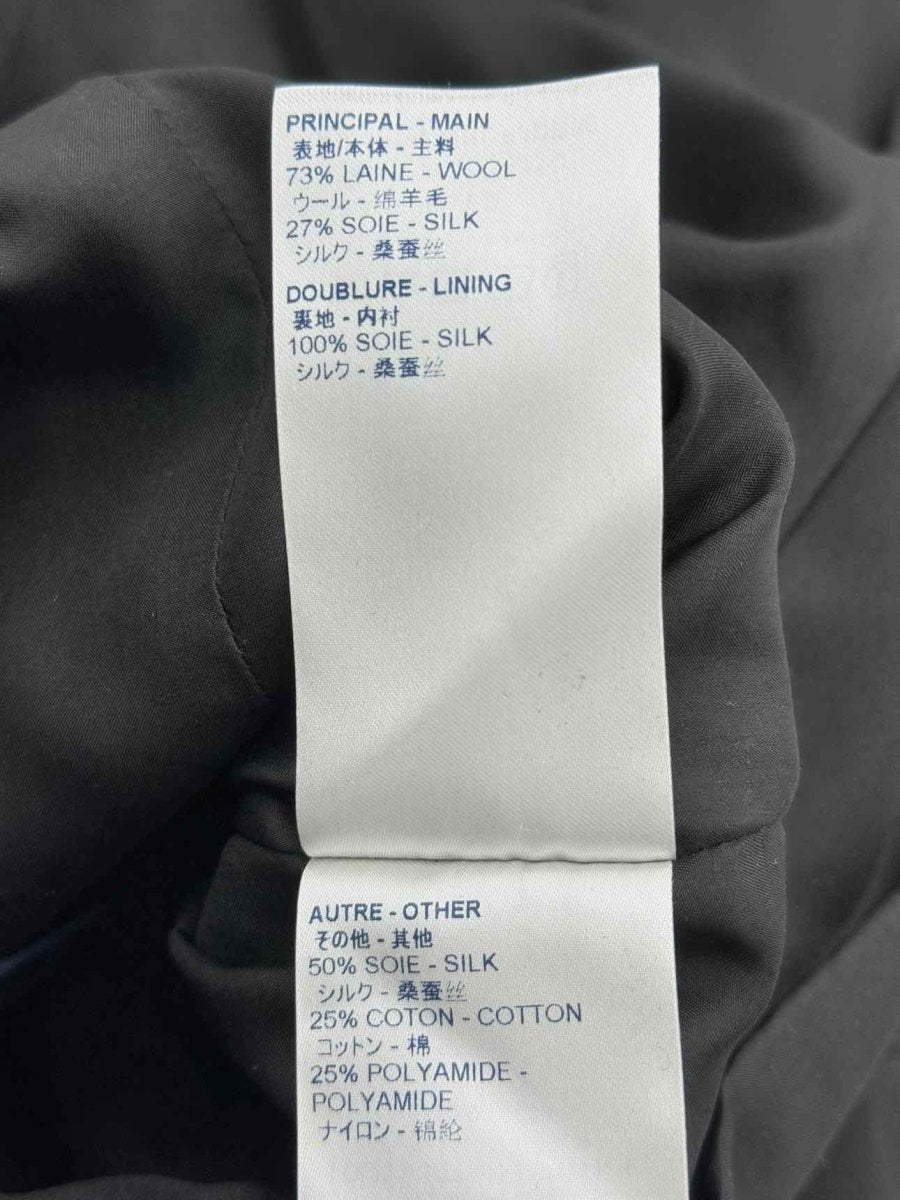 PRINCIPAL - MAIN
表地/本体 - 主料
73% LAINE - WOOL
ウール - 绵羊毛
27% SOIE - SILK
シルク - 桑蚕丝
DOUBLURE - LINING
裏地 - 内衬
100% SOIE - SILK
シルク - 桑蚕丝
AUTRE - OTHER
その他 - 其他
50% SOIE - SILK
シルク - 桑蚕丝
25% COTON - COTTON
コットン - 棉
25% POLYAMIDE -
POLYAMIDE
ナイロン - 锦纶